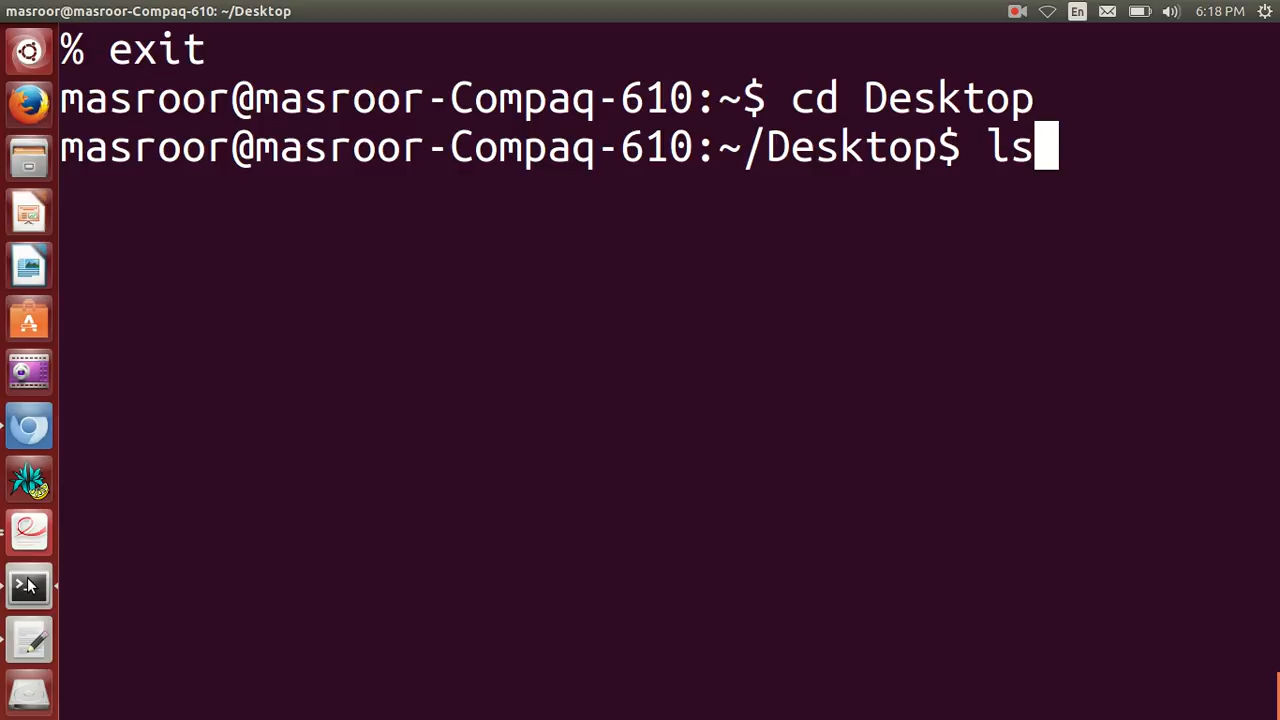 masroor@masroor-Compaq-610: ~/Desktop
En
6:18 PM
% exit
masroor@masroor-Compaq-610:~$ cd Desktop
masroor@masroor-Compaq-610:~/Desktop$ ls